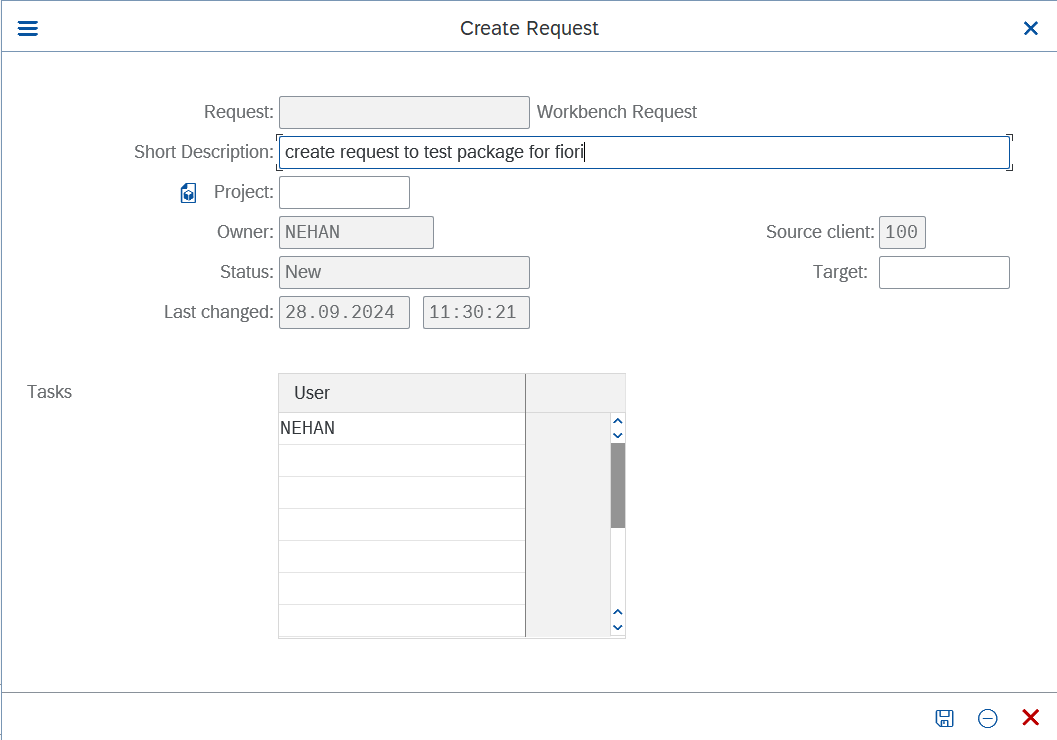 Create Request
Request: Workbench Request
Short Description: create request to test package for fiori
Project:
Owner: NEHAN Source client: 100
Status: New Target:
Last changed: 28.09.2024 11:30:21
Tasks User
NEHAN